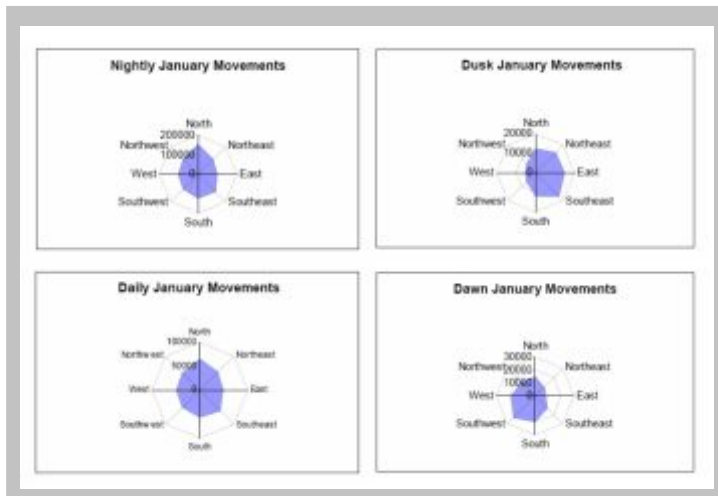 Nightly January Movements
North
200000
Northwest
Northeast
100000
West
0
East
Southwest
Southeast
South
Dusk January Movements
North
20000
Northwest
Northeast
10000
West
0
East
Southwest
Southeast
South
Daily January Movements
North
100000
Northwest
Northeast
50000
West
0
East
Southwest
Southeast
South
Dawn January Movements
North
30000
Northwest
20000
Northeast
10000
West
0
East
Southwest
Southeast
South